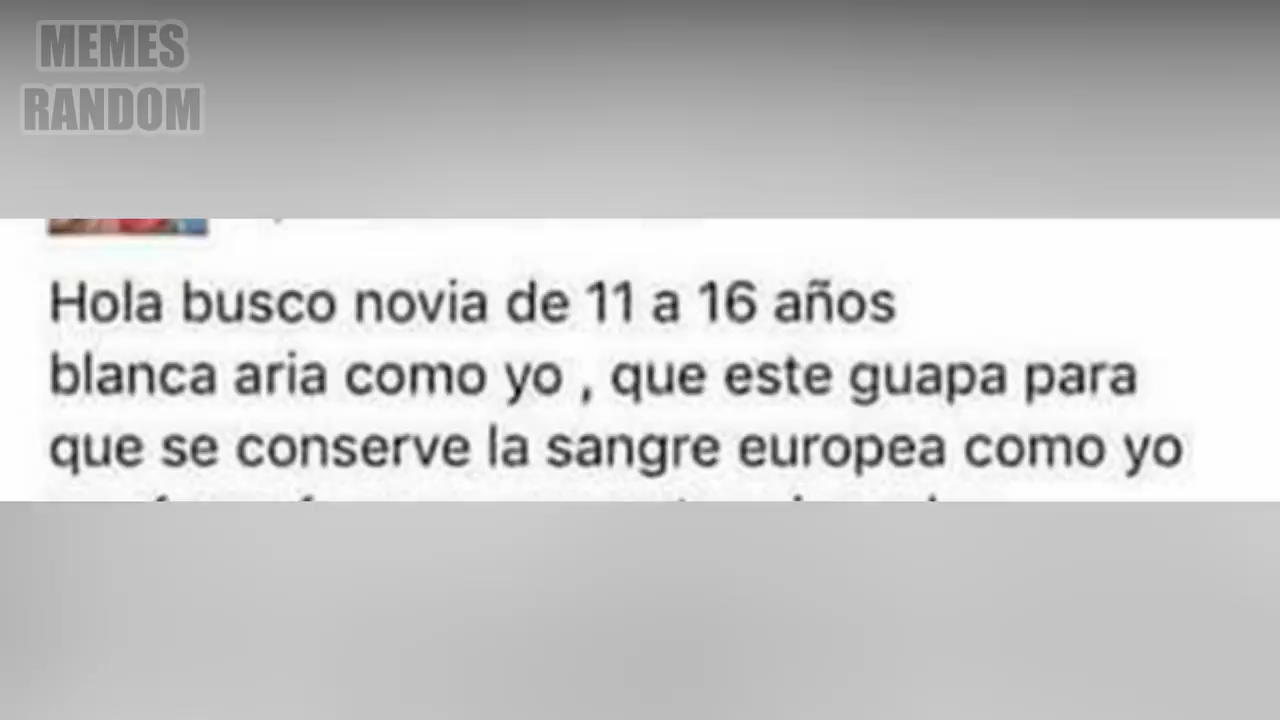 MEMES
RANDOM
Hola busco novia de 11 a 16 años
blanca aria como yo , que este guapa para
que se conserve la sangre europea como yo